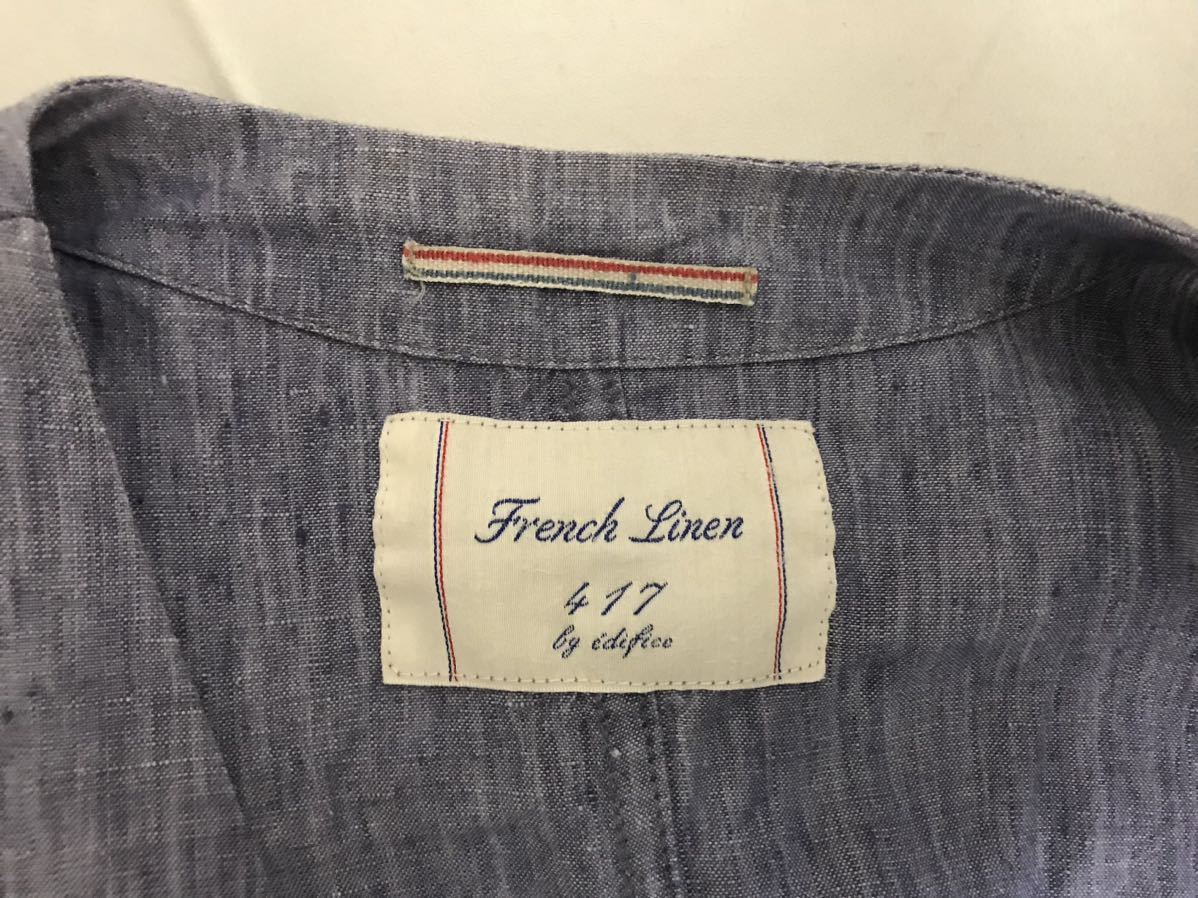 French Linen
417
by édifice